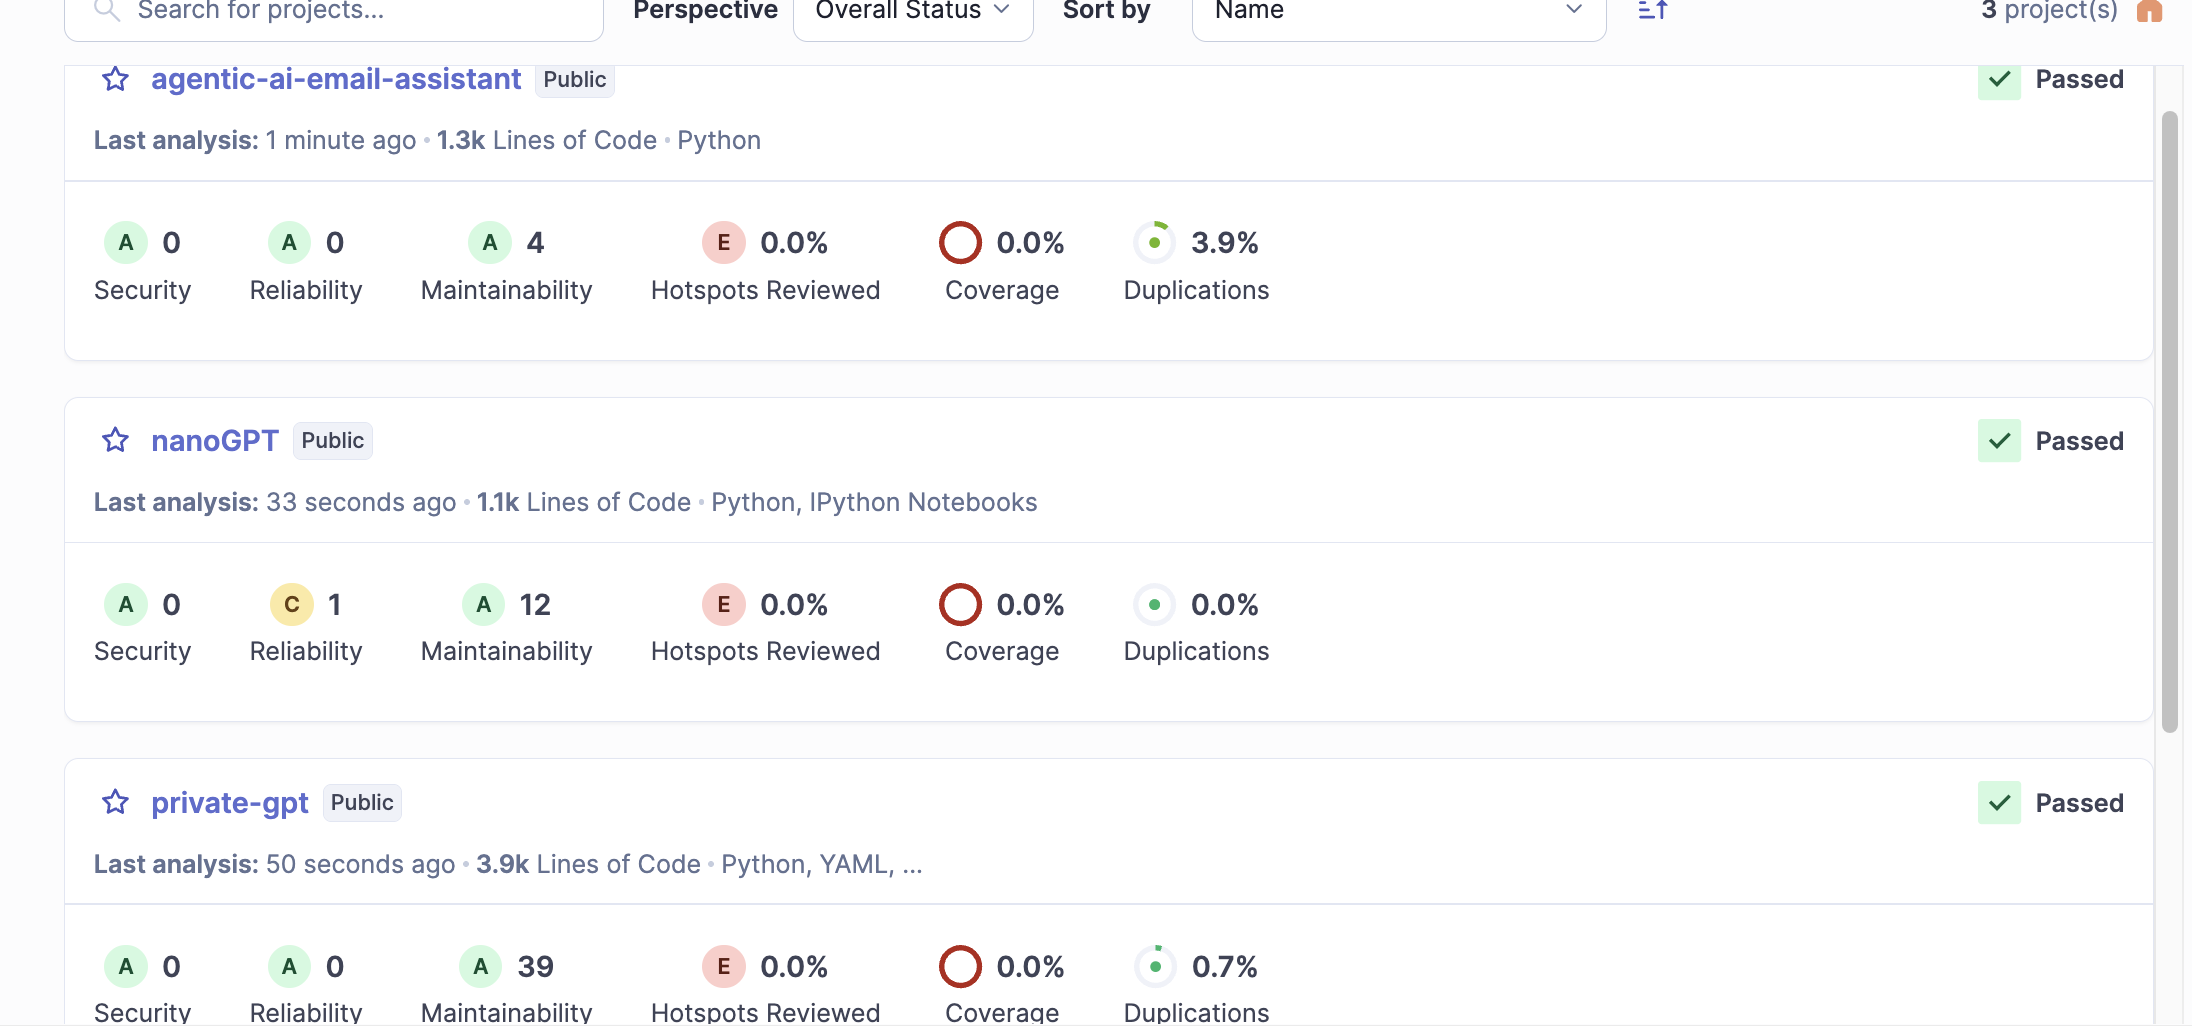 Search for projects... Perspective Overall Status Sort by Name 3 project(s)
agentic-ai-email-assistant Public Passed
Last analysis: 1 minute ago • 1.3k Lines of Code • Python
A 0 A 0 A 4 E 0.0% 0.0% 3.9%
Security Reliability Maintainability Hotspots Reviewed Coverage Duplications
nanoGPT Public Passed
Last analysis: 33 seconds ago • 1.1k Lines of Code • Python, IPython Notebooks
A 0 C 1 A 12 E 0.0% 0.0% 0.0%
Security Reliability Maintainability Hotspots Reviewed Coverage Duplications
private-gpt Public Passed
Last analysis: 50 seconds ago • 3.9k Lines of Code • Python, YAML, ...
A 0 A 0 A 39 E 0.0% 0.0% 0.7%
Security Reliability Maintainability Hotspots Reviewed Coverage Duplications